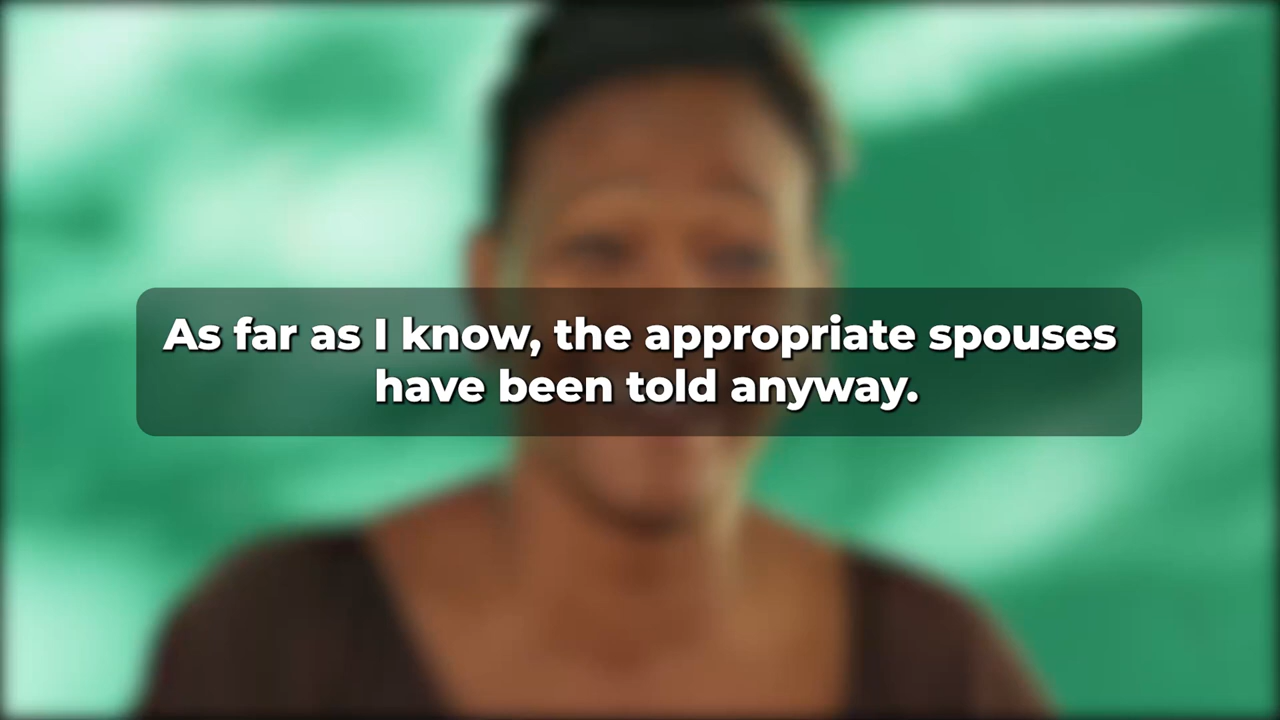 As far as I know, the appropriate spouses
have been told anyway.